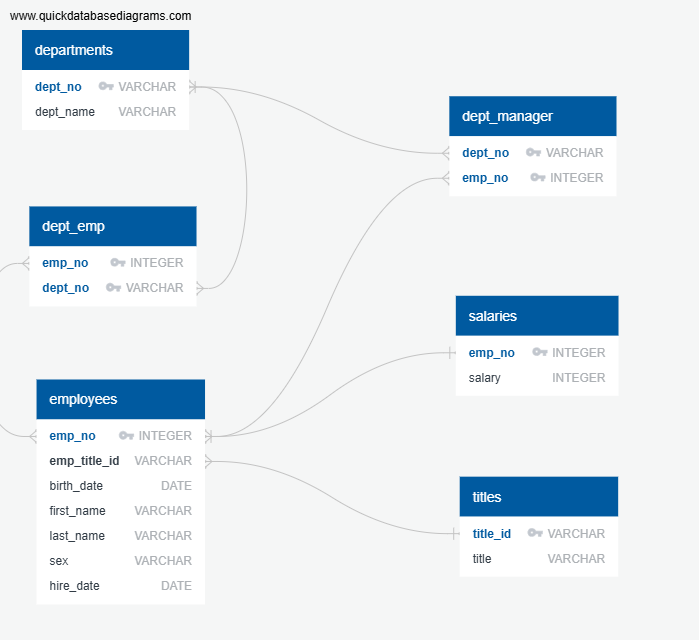 www.quickdatabasediagrams.com
departments
dept_no VARCHAR
dept_name VARCHAR
dept_manager
dept_no VARCHAR
emp_no INTEGER
dept_emp
emp_no INTEGER
dept_no VARCHAR
salaries
emp_no INTEGER
salary INTEGER
employees
emp_no INTEGER
emp_title_id VARCHAR
birth_date DATE
first_name VARCHAR
last_name VARCHAR
sex VARCHAR
hire_date DATE
titles
title_id VARCHAR
title VARCHAR